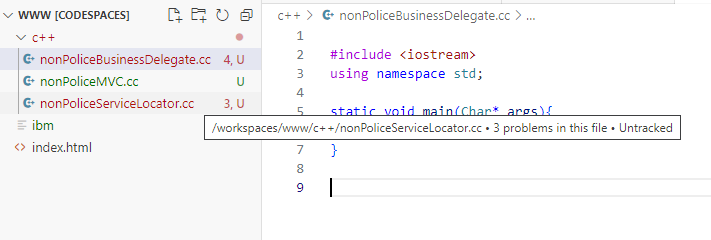 WWW [CODESPACES]
c++
nonPoliceBusinessDelegate.cc 4, U
nonPoliceMVC.cc U
nonPoliceServiceLocator.cc 3, U
ibm
index.html
c++ > nonPoliceBusinessDelegate.cc > ...
1
2 #include <iostream>
3 using namespace std;
4
5 static void main(Char* args){
/workspaces/www/c++/nonPoliceServiceLocator.cc • 3 problems in this file • Untracked
7 }
8
9